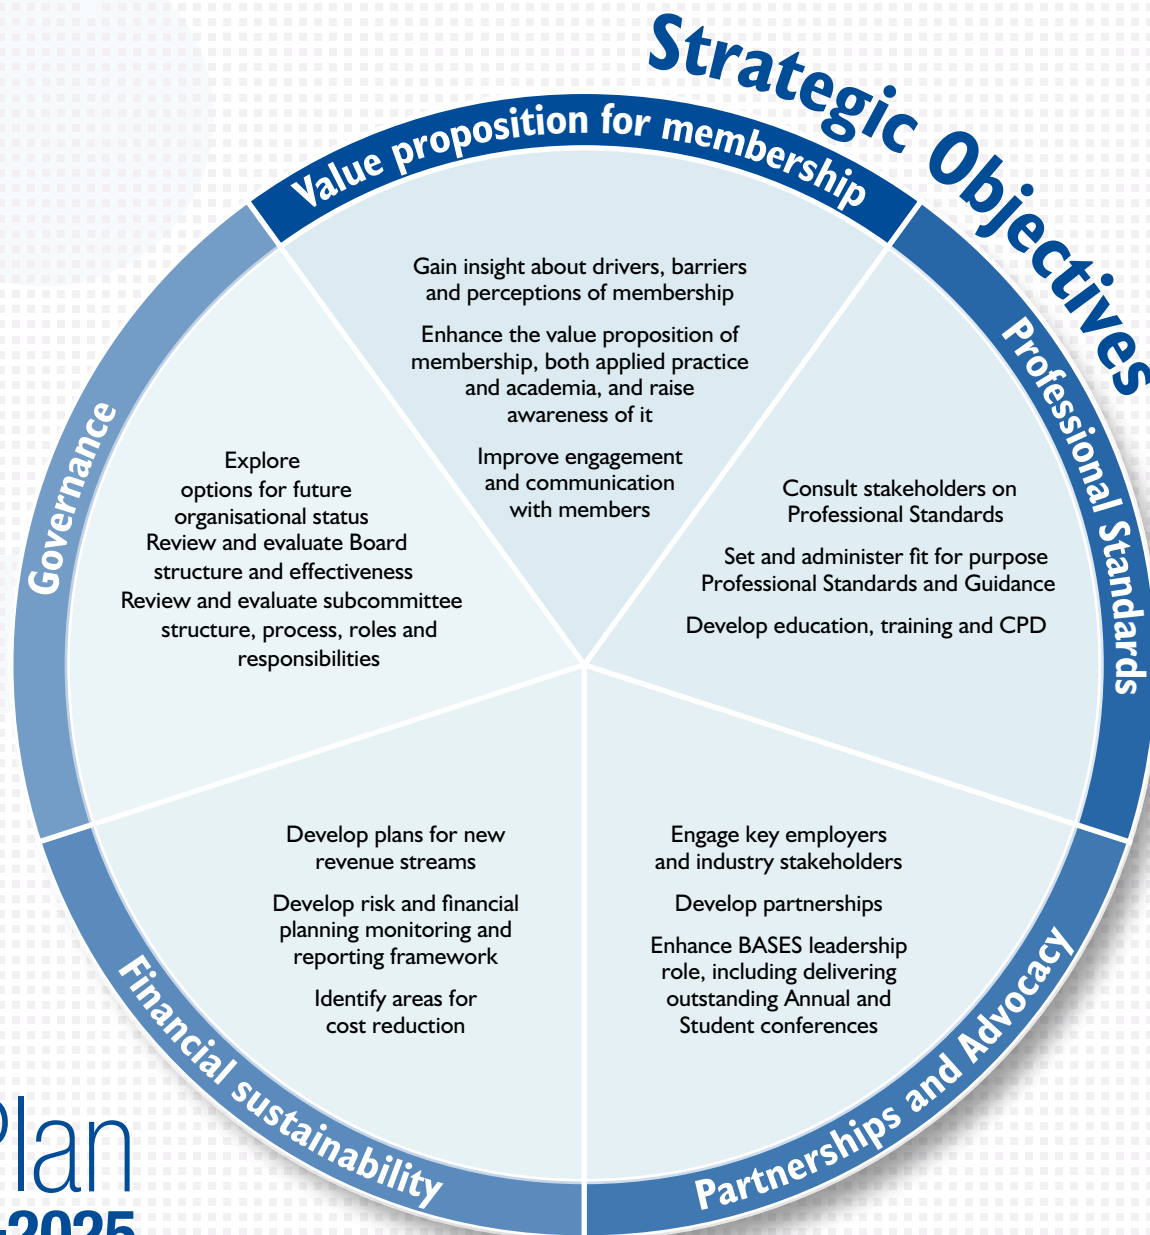 Strategic Objectives
Value proposition for membership
Gain insight about drivers, barriers
and perceptions of membership
Enhance the value proposition of
membership, both applied practice
and academia, and raise
awareness of it
Improve engagement
and communication
with members
Professional Standards
Consult stakeholders on
Professional Standards
Set and administer fit for purpose
Professional Standards and Guidance
Develop education, training and CPD
Partnerships and Advocacy
Engage key employers
and industry stakeholders
Develop partnerships
Enhance BASES leadership
role, including delivering
outstanding Annual and
Student conferences
Financial sustainability
Develop plans for new
revenue streams
Develop risk and financial
planning monitoring and
reporting framework
Identify areas for
cost reduction
Governance
Explore
options for future
organisational status
Review and evaluate Board
structure and effectiveness
Review and evaluate subcommittee
structure, process, roles and
responsibilities
Plan
-2025